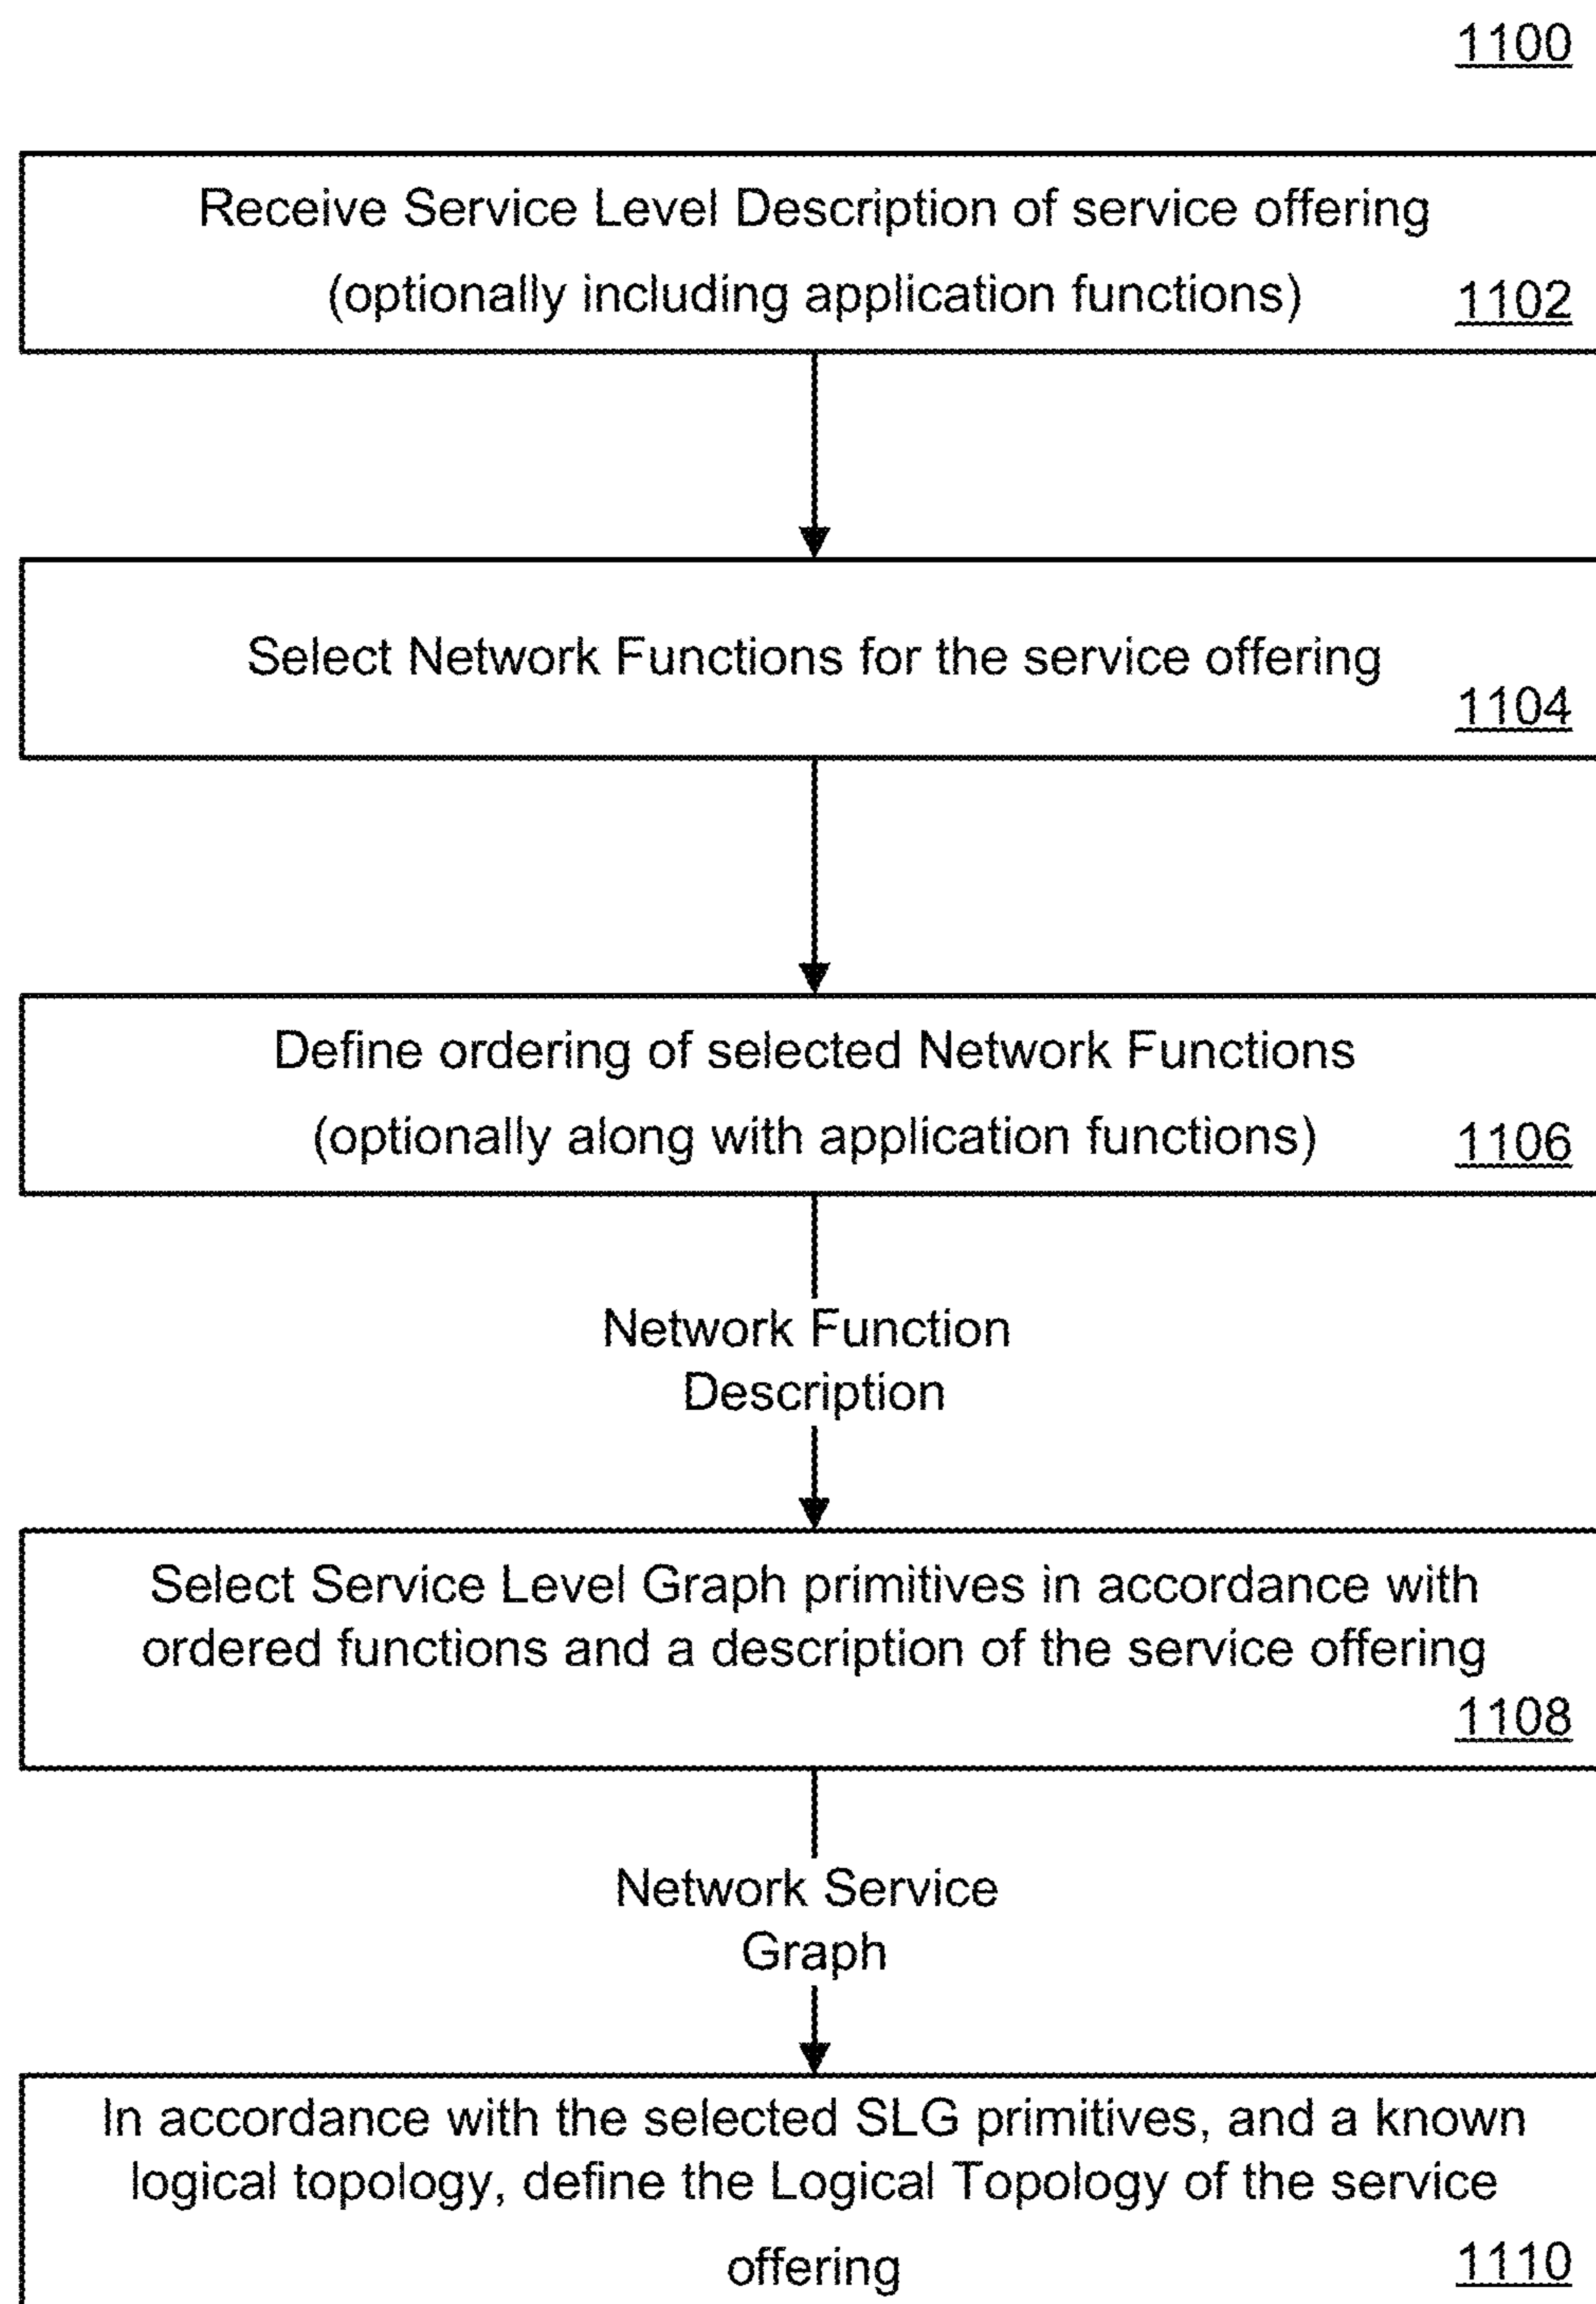 1100
Receive Service Level Description of service offering
(optionally including application functions)
1102
Select Network Functions for the service offering
1104
Define ordering of selected Network Functions
(optionally along with application functions)
1106
Network Function
Description
Select Service Level Graph primitives in accordance with
ordered functions and a description of the service offering
1108
Network Service
Graph
In accordance with the selected SLG primitives, and a known
logical topology, define the Logical Topology of the service
offering
1110